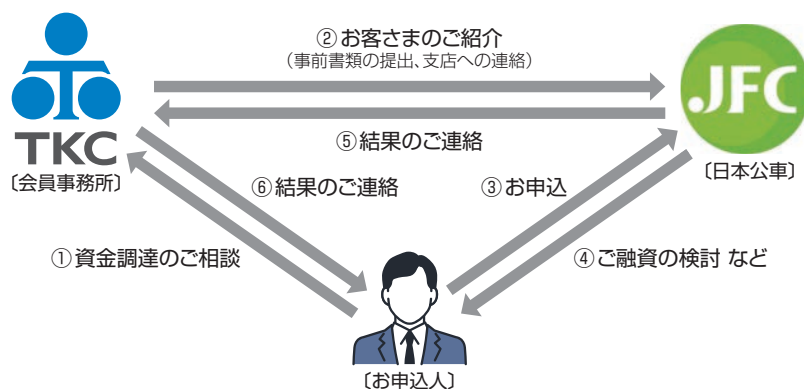 ②お客さまのご紹介
(事前書類の提出、支店への連絡)
TKC
〔会員事務所〕
JFC
〔日本公車〕
⑤結果のご連絡
⑥結果のご連絡
③お申込
①資金調達のご相談
④ご融資の検討 など
〔お申込人〕